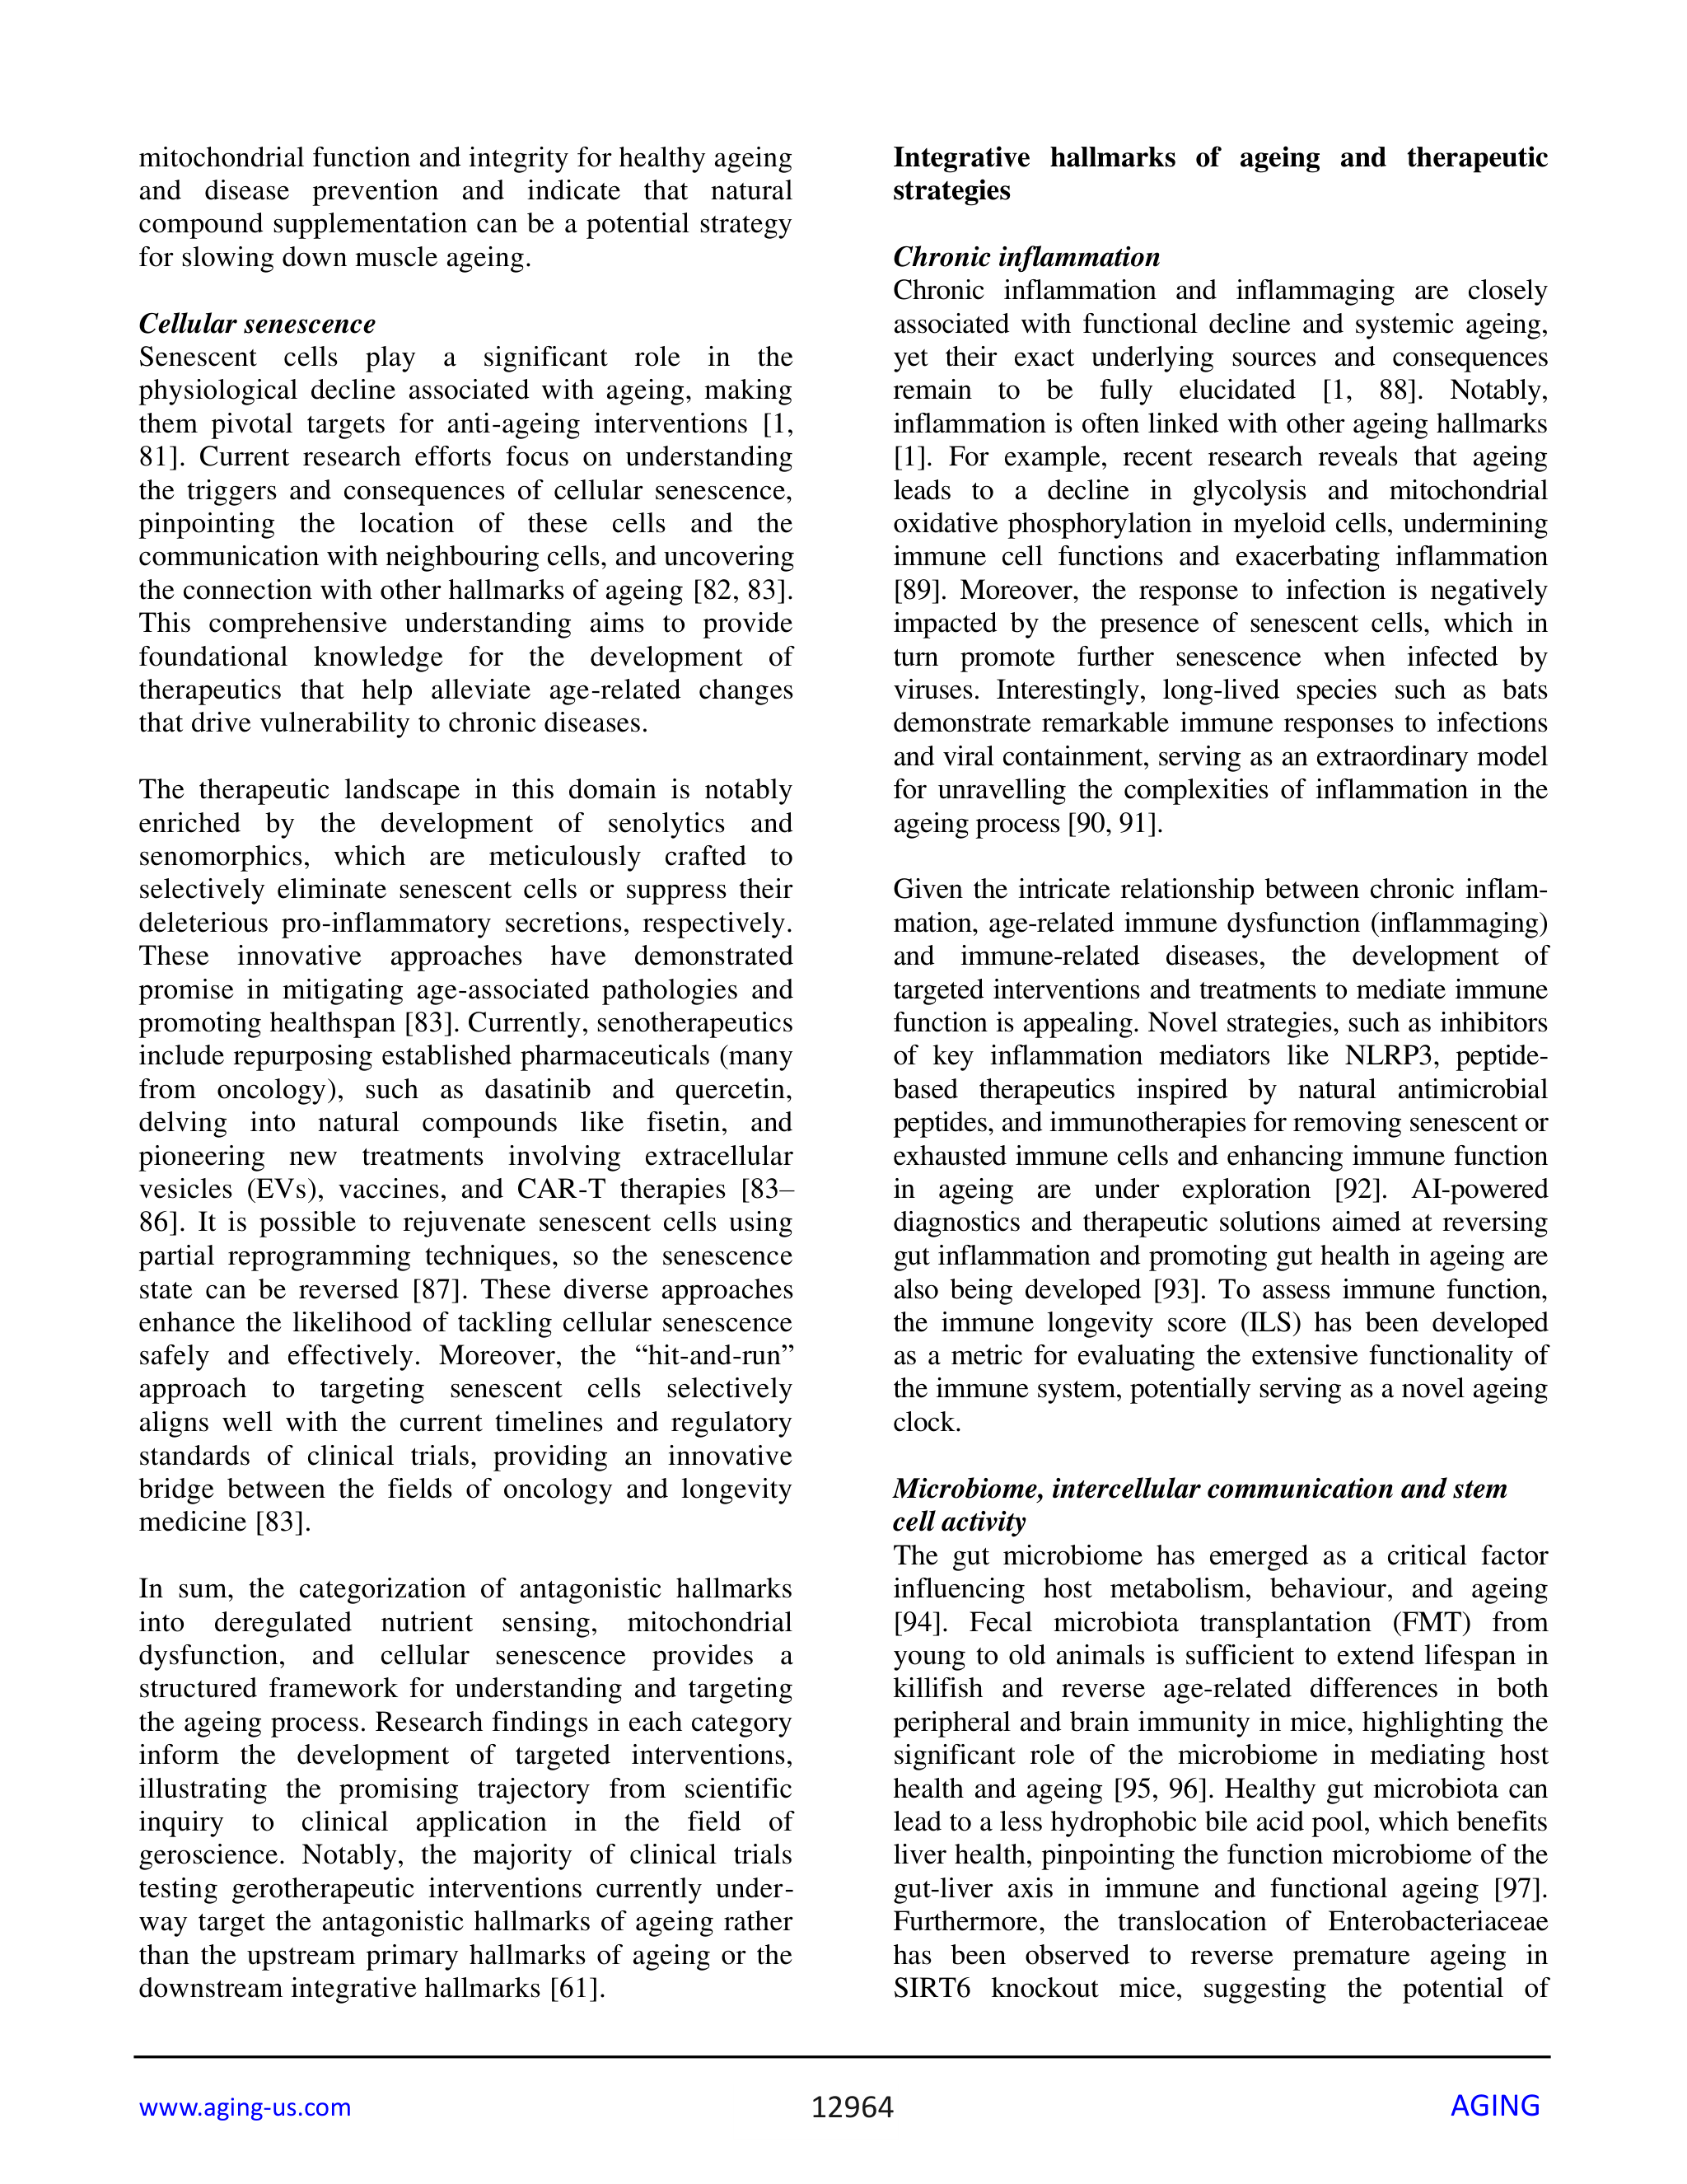 mitochondrial function and integrity for healthy ageing
and disease prevention and indicate that natural
compound supplementation can be a potential strategy
for slowing down muscle ageing.
Cellular senescence
Senescent cells play a significant role in the
physiological decline associated with ageing, making
them pivotal targets for anti-ageing interventions [1,
81]. Current research efforts focus on understanding
the triggers and consequences of cellular senescence,
pinpointing the location of these cells and the
communication with neighbouring cells, and uncovering
the connection with other hallmarks of ageing [82, 83].
This comprehensive understanding aims to provide
foundational knowledge for the development of
therapeutics that help alleviate age-related changes
that drive vulnerability to chronic diseases.
The therapeutic landscape in this domain is notably
enriched by the development of senolytics and
senomorphics, which are meticulously crafted to
selectively eliminate senescent cells or suppress their
deleterious pro-inflammatory secretions, respectively.
These innovative approaches have demonstrated
promise in mitigating age-associated pathologies and
promoting healthspan [83]. Currently, senotherapeutics
include repurposing established pharmaceuticals (many
from oncology), such as dasatinib and quercetin,
delving into natural compounds like fisetin, and
pioneering new treatments involving extracellular
vesicles (EVs), vaccines, and CAR-T therapies [83–
86]. It is possible to rejuvenate senescent cells using
partial reprogramming techniques, so the senescence
state can be reversed [87]. These diverse approaches
enhance the likelihood of tackling cellular senescence
safely and effectively. Moreover, the “hit-and-run”
approach to targeting senescent cells selectively
aligns well with the current timelines and regulatory
standards of clinical trials, providing an innovative
bridge between the fields of oncology and longevity
medicine [83].
In sum, the categorization of antagonistic hallmarks
into deregulated nutrient sensing, mitochondrial
dysfunction, and cellular senescence provides a
structured framework for understanding and targeting
the ageing process. Research findings in each category
inform the development of targeted interventions,
illustrating the promising trajectory from scientific
inquiry to clinical application in the field of
geroscience. Notably, the majority of clinical trials
testing gerotherapeutic interventions currently under-
way target the antagonistic hallmarks of ageing rather
than the upstream primary hallmarks of ageing or the
downstream integrative hallmarks [61].
Integrative hallmarks of ageing and therapeutic
strategies
Chronic inflammation
Chronic inflammation and inflammaging are closely
associated with functional decline and systemic ageing,
yet their exact underlying sources and consequences
remain to be fully elucidated [1, 88]. Notably,
inflammation is often linked with other ageing hallmarks
[1]. For example, recent research reveals that ageing
leads to a decline in glycolysis and mitochondrial
oxidative phosphorylation in myeloid cells, undermining
immune cell functions and exacerbating inflammation
[89]. Moreover, the response to infection is negatively
impacted by the presence of senescent cells, which in
turn promote further senescence when infected by
viruses. Interestingly, long-lived species such as bats
demonstrate remarkable immune responses to infections
and viral containment, serving as an extraordinary model
for unravelling the complexities of inflammation in the
ageing process [90, 91].
Given the intricate relationship between chronic inflam-
mation, age-related immune dysfunction (inflammaging)
and immune-related diseases, the development of
targeted interventions and treatments to mediate immune
function is appealing. Novel strategies, such as inhibitors
of key inflammation mediators like NLRP3, peptide-
based therapeutics inspired by natural antimicrobial
peptides, and immunotherapies for removing senescent or
exhausted immune cells and enhancing immune function
in ageing are under exploration [92]. AI-powered
diagnostics and therapeutic solutions aimed at reversing
gut inflammation and promoting gut health in ageing are
also being developed [93]. To assess immune function,
the immune longevity score (ILS) has been developed
as a metric for evaluating the extensive functionality of
the immune system, potentially serving as a novel ageing
clock.
Microbiome, intercellular communication and stem
cell activity
The gut microbiome has emerged as a critical factor
influencing host metabolism, behaviour, and ageing
[94]. Fecal microbiota transplantation (FMT) from
young to old animals is sufficient to extend lifespan in
killifish and reverse age-related differences in both
peripheral and brain immunity in mice, highlighting the
significant role of the microbiome in mediating host
health and ageing [95, 96]. Healthy gut microbiota can
lead to a less hydrophobic bile acid pool, which benefits
liver health, pinpointing the function microbiome of the
gut-liver axis in immune and functional ageing [97].
Furthermore, the translocation of Enterobacteriaceae
has been observed to reverse premature ageing in
SIRT6 knockout mice, suggesting the potential of
www.aging-us.com
12964
AGING